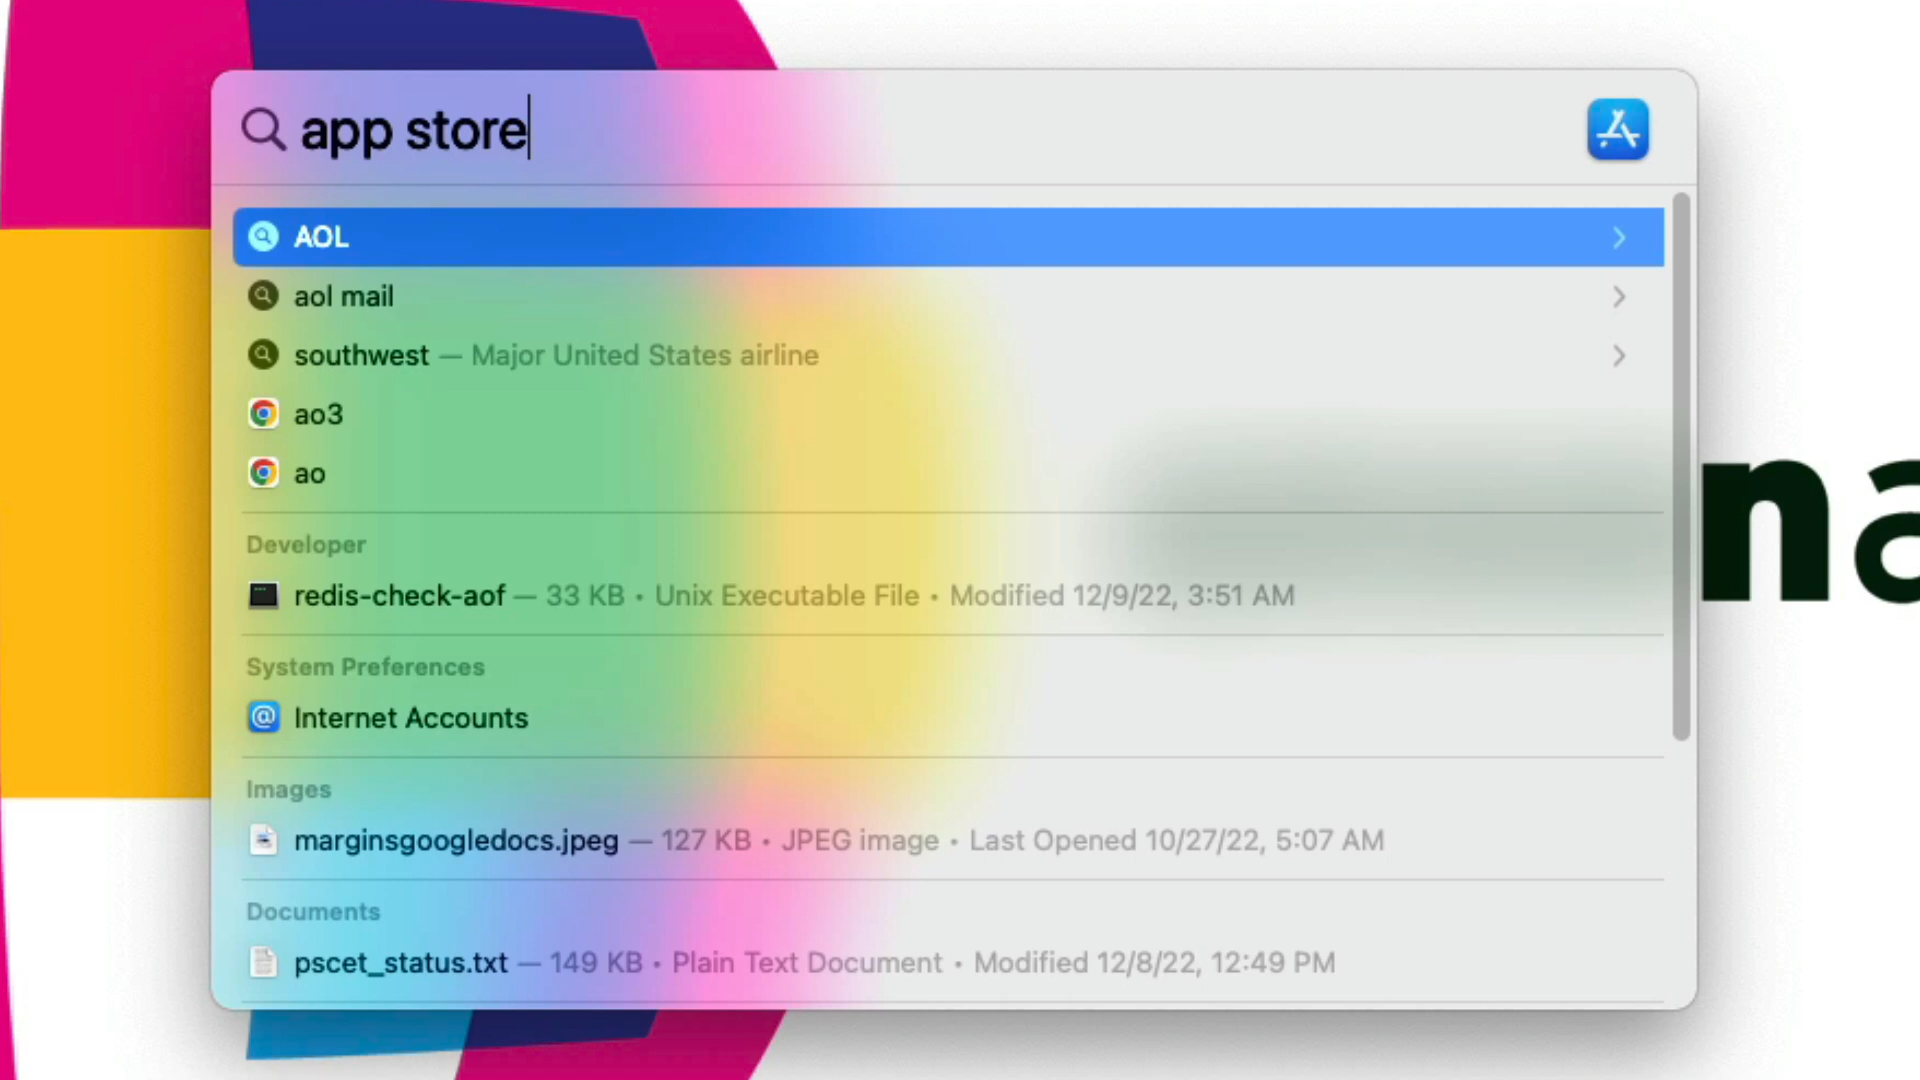 app store
AOL
aol mail
southwest — Major United States airline
ao3
ao
Developer
redis-check-aof — 33 KB • Unix Executable File • Modified 12/9/22, 3:51 AM
System Preferences
Internet Accounts
Images
marginsgoogledocs.jpeg — 127 KB • JPEG image • Last Opened 10/27/22, 5:07 AM
Documents
pscet_status.txt — 149 KB • Plain Text Document • Modified 12/8/22, 12:49 PM
na